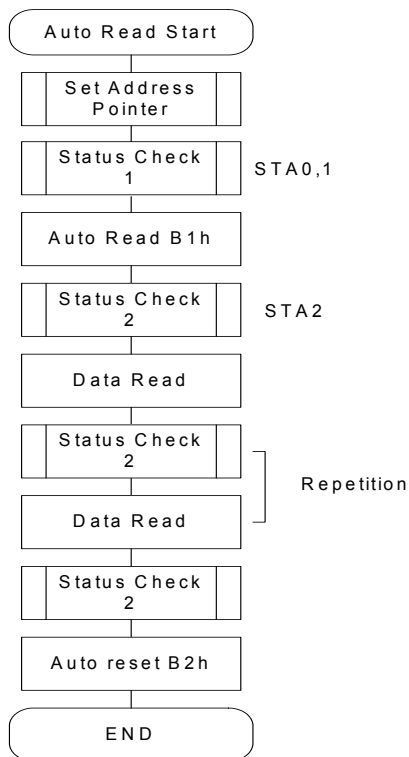 Auto Read Start
Set Address
Pointer
Status Check
1
STA0,1
Auto Read B1h
Status Check
2
STA2
Data Read
Status Check
2
Repetition
Data Read
Status Check
2
Auto reset B2h
END